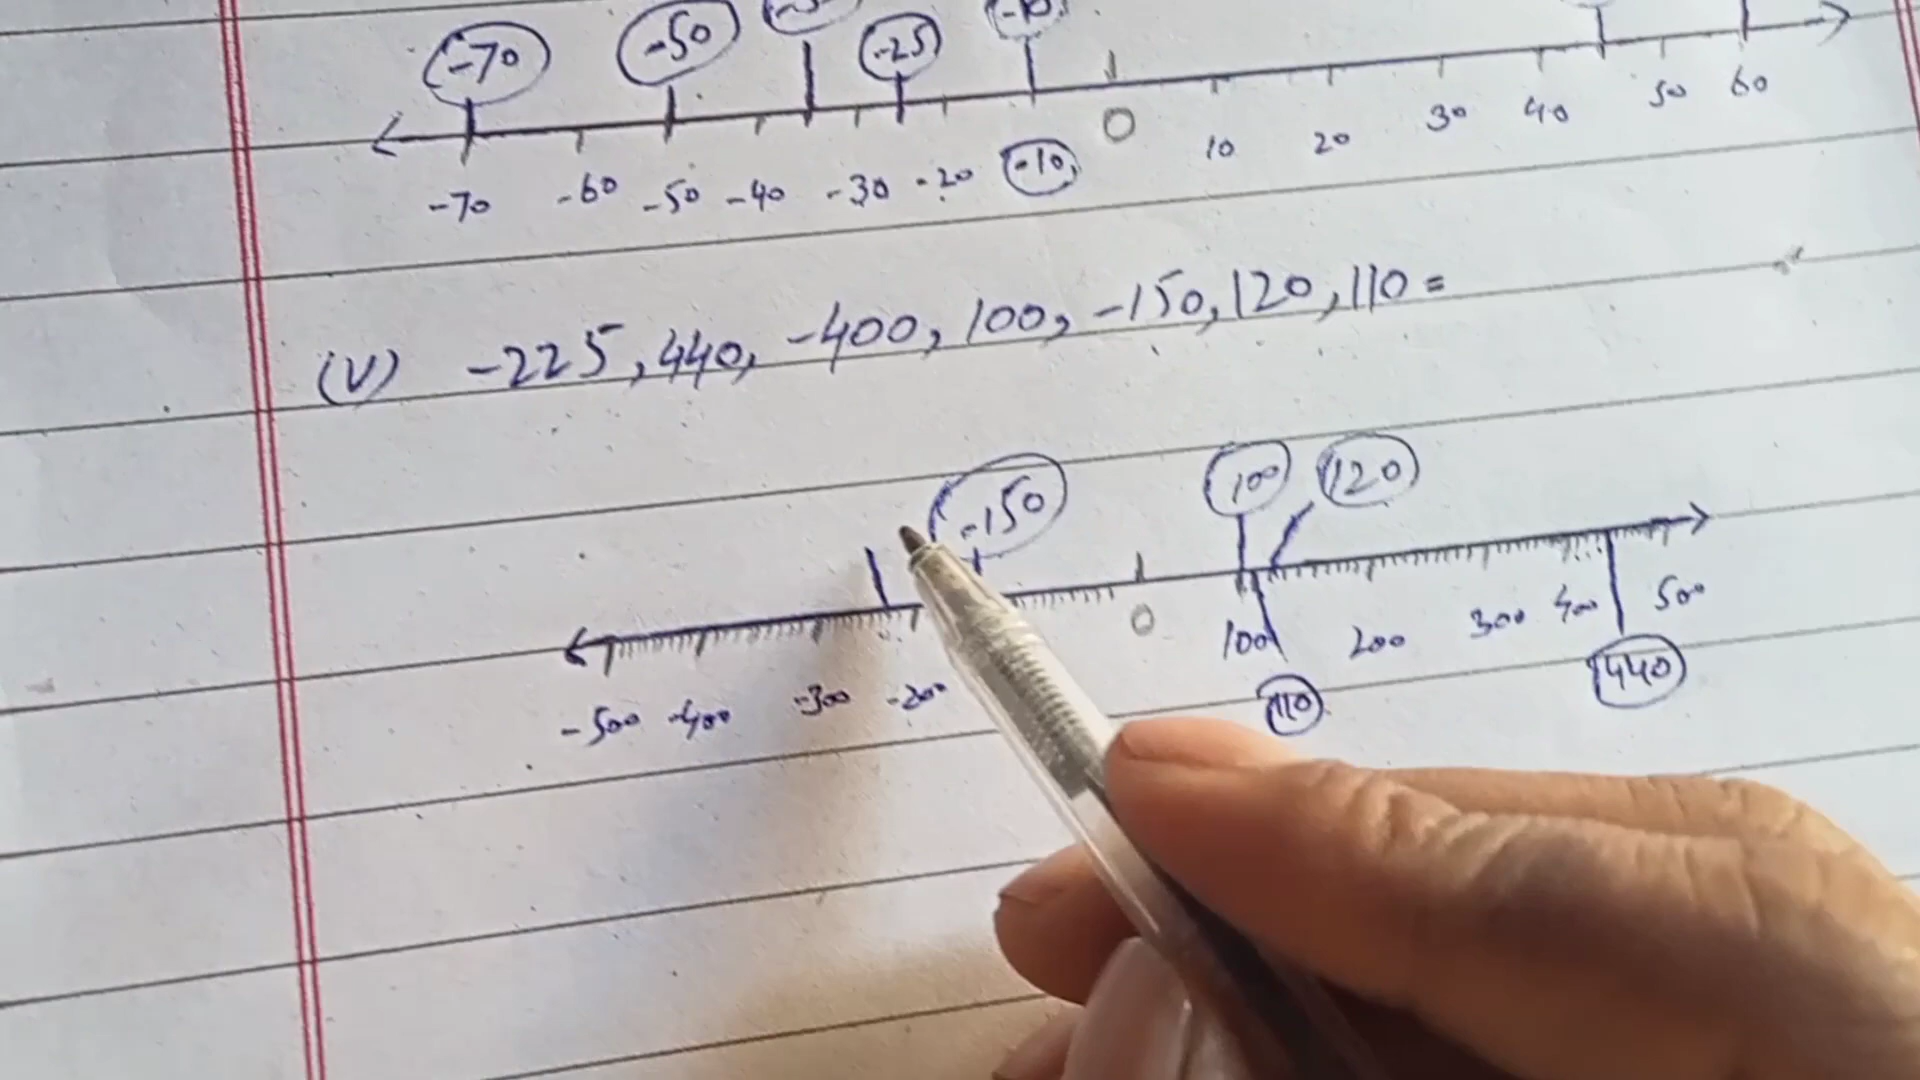 -70 -50 -25 -10
0 10 20 30 40 50 60
-70 -60 -50 -40 -30 -20 -10
(V) -225, 440, -400, 100, -150, 120, 110 =
-150 100 120
-500 -400 -300 -200 0 100 200 300 400 500
110 440